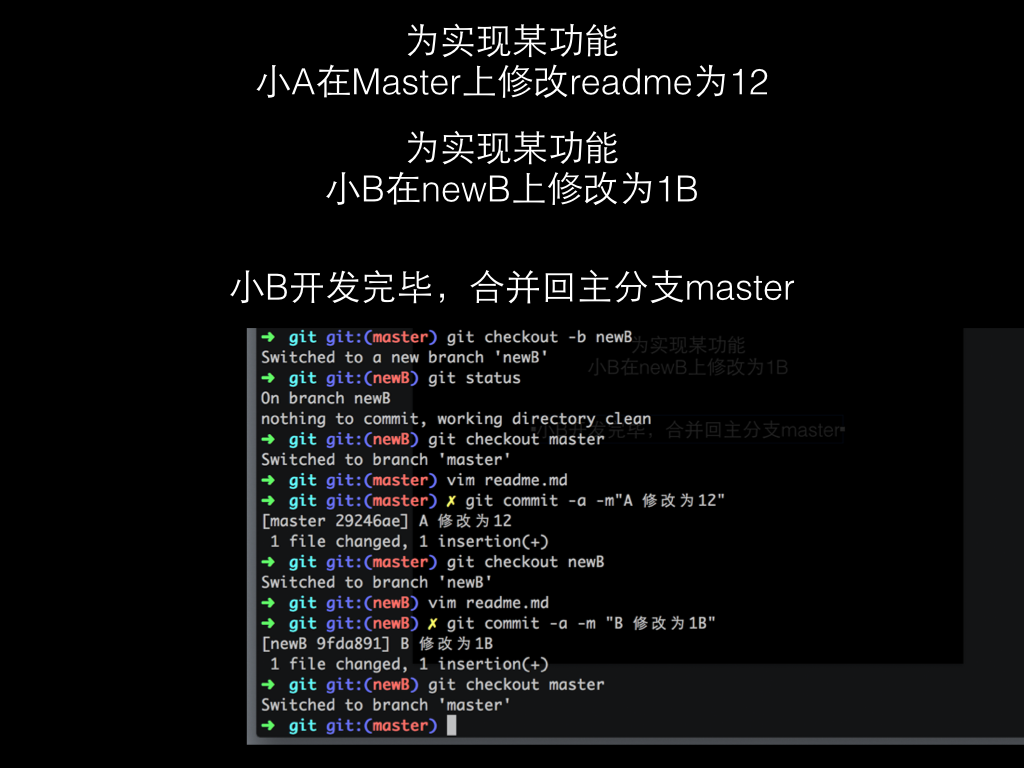 为实现某功能
小A在Master上修改readme为12
为实现某功能
小B在newB上修改为1B
小B开发完毕，合并回主分支master
➜ git git:(master) git checkout -b newB
Switched to a new branch 'newB'
➜ git git:(newB) git status
On branch newB
nothing to commit, working directory clean
➜ git git:(newB) git checkout master
Switched to branch 'master'
➜ git git:(master) vim readme.md
➜ git git:(master) ✗ git commit -a -m"A 修改为12"
[master 29246ae] A 修改为12
1 file changed, 1 insertion(+)
➜ git git:(master) git checkout newB
Switched to branch 'newB'
➜ git git:(newB) vim readme.md
➜ git git:(newB) ✗ git commit -a -m "B 修改为1B"
[newB 9fda891] B 修改为1B
1 file changed, 1 insertion(+)
➜ git git:(newB) git checkout master
Switched to branch 'master'
➜ git git:(master)
为实现某功能
小B在newB上修改为1B
小B开发完毕，合并回主分支master